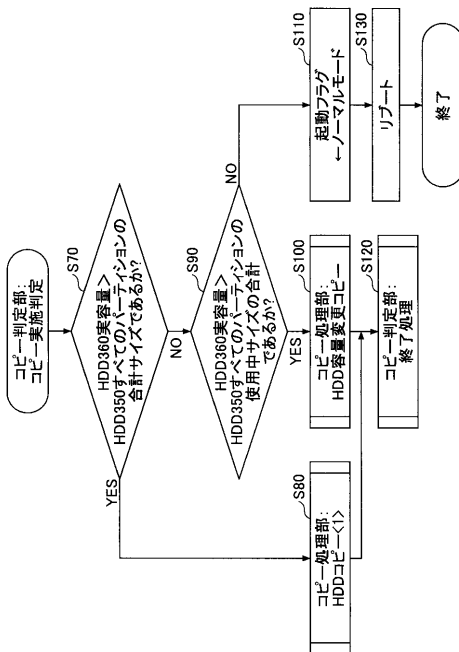 コピー判定部:
コピー実施判定
S70
HDD360実容量>
HDD350すべてのパーティションの
合計サイズであるか?
YES
NO
S90
HDD360実容量>
HDD350すべてのパーティションの
使用中サイズの合計
であるか?
NO
YES
S80
コピー処理部:
HDDコピー<1>
S100
コピー処理部:
HDD容量変更コピー
S110
起動フラグ
←ノーマルモード
S120
コピー判定部:
終了処理
S130
リブート
終了